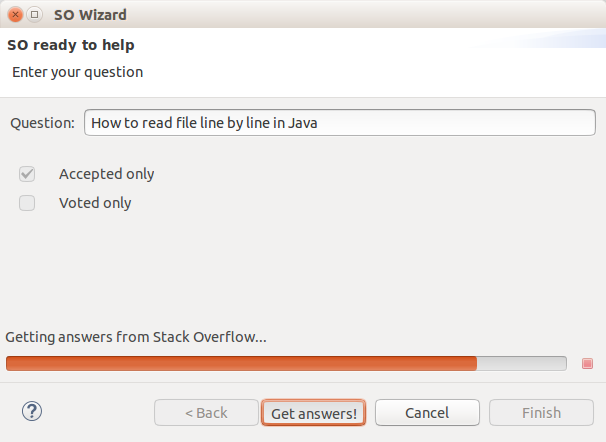 SO Wizard
SO ready to help
Enter your question
Question: How to read file line by line in Java
Accepted only
Voted only
Getting answers from Stack Overflow...
? < Back Get answers! Cancel Finish